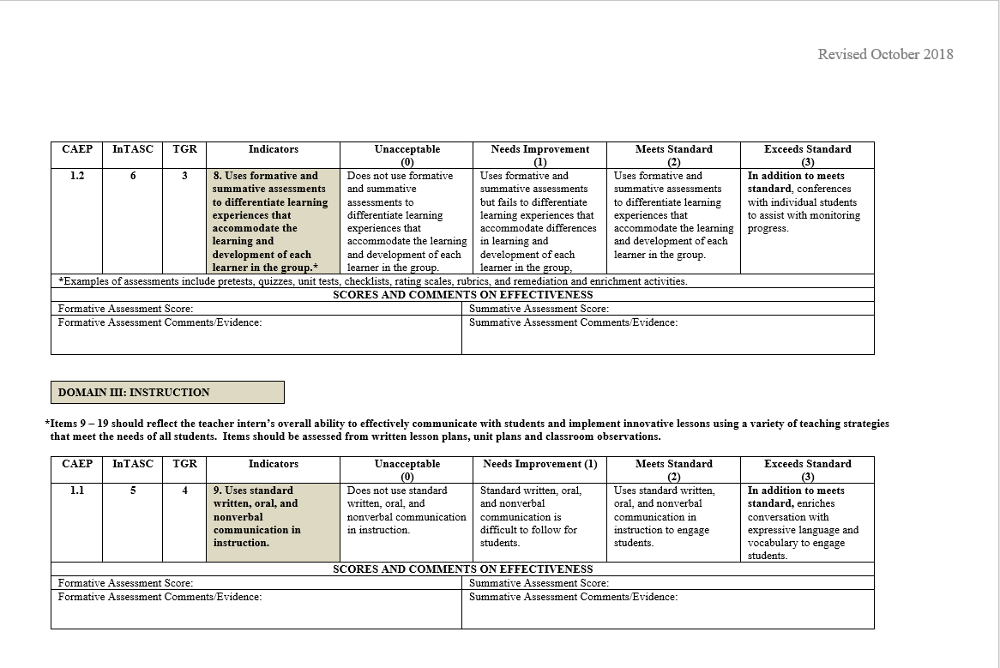 Revised October 2018
CAEP InTASC TGR Indicators Unacceptable (0) Needs Improvement (1) Meets Standard (2) Exceeds Standard (3)
1.2 6 3
8. Uses formative and
summative assessments
to differentiate learning
experiences that
accommodate the
learning and
development of each
learner in the group.*
Does not use formative
and summative
assessments to
differentiate learning
experiences that
accommodate the learning
and development of each
learner in the group.
Uses formative and
summative assessments
but fails to differentiate
learning experiences that
accommodate differences
in learning and
development of each
learner in the group,
Uses formative and
summative assessments
to differentiate learning
experiences that
accommodate the learning
and development of each
learner in the group.
In addition to meets
standard, conferences
with individual students
to assist with monitoring
progress.
*Examples of assessments include pretests, quizzes, unit tests, checklists, rating scales, rubrics, and remediation and enrichment activities.
SCORES AND COMMENTS ON EFFECTIVENESS
Formative Assessment Score: Summative Assessment Score:
Formative Assessment Comments/Evidence: Summative Assessment Comments/Evidence:
DOMAIN III: INSTRUCTION
*Items 9 – 19 should reflect the teacher intern’s overall ability to effectively communicate with students and implement innovative lessons using a variety of teaching strategies
that meet the needs of all students. Items should be assessed from written lesson plans, unit plans and classroom observations.
CAEP InTASC TGR Indicators Unacceptable (0) Needs Improvement (1) Meets Standard (2) Exceeds Standard (3)
1.1 5 4
9. Uses standard
written, oral, and
nonverbal
communication in
instruction.
Does not use standard
written, oral, and
nonverbal communication
in instruction.
Standard written, oral,
and nonverbal
communication is
difficult to follow for
students.
Uses standard written,
oral, and nonverbal
communication in
instruction to engage
students.
In addition to meets
standard, enriches
conversation with
expressive language and
vocabulary to engage
students.
SCORES AND COMMENTS ON EFFECTIVENESS
Formative Assessment Score: Summative Assessment Score:
Formative Assessment Comments/Evidence: Summative Assessment Comments/Evidence: